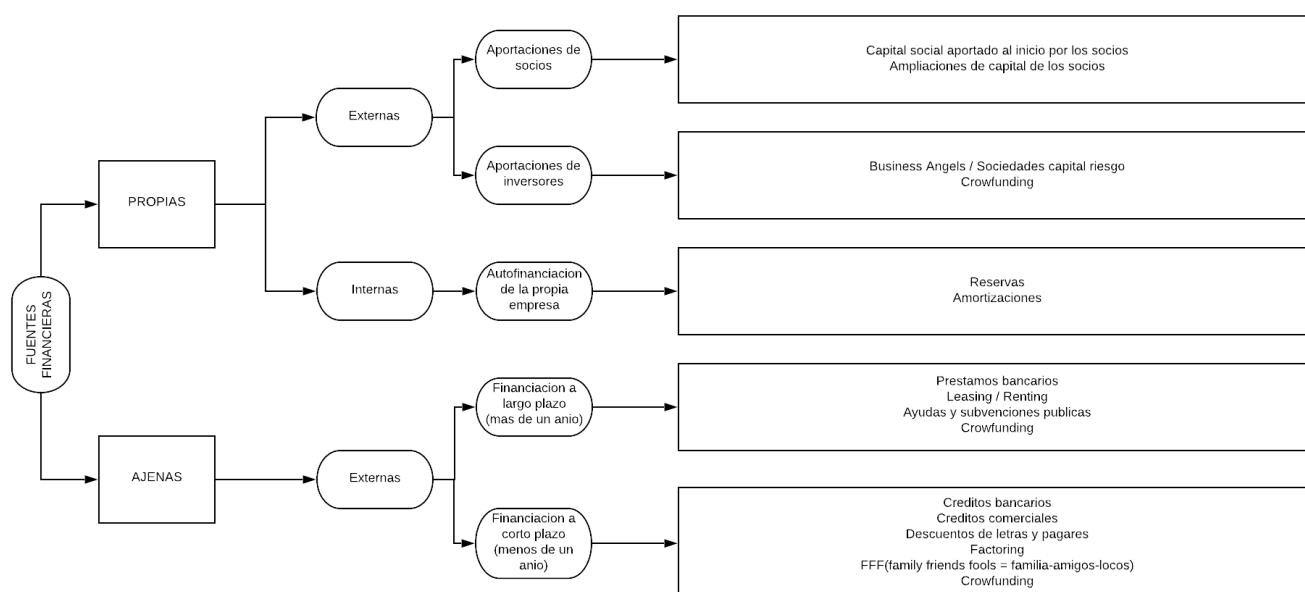 FUENTES
FINANCIERAS
PROPIAS
Externas
Aportaciones de
socios
Capital social aportado al inicio por los socios
Ampliaciones de capital de los socios
Aportaciones de
inversores
Business Angels / Sociedades capital riesgo
Crowfunding
Internas
Autofinanciacion
de la propia
empresa
Reservas
Amortizaciones
AJENAS
Externas
Financiacion a
largo plazo
(mas de un anio)
Prestamos bancarios
Leasing / Renting
Ayudas y subvenciones publicas
Crowfunding
Financiacion a
corto plazo
(menos de un
anio)
Creditos bancarios
Creditos comerciales
Descuentos de letras y pagares
Factoring
FFF(family friends fools = familia-amigos-locos)
Crowfunding